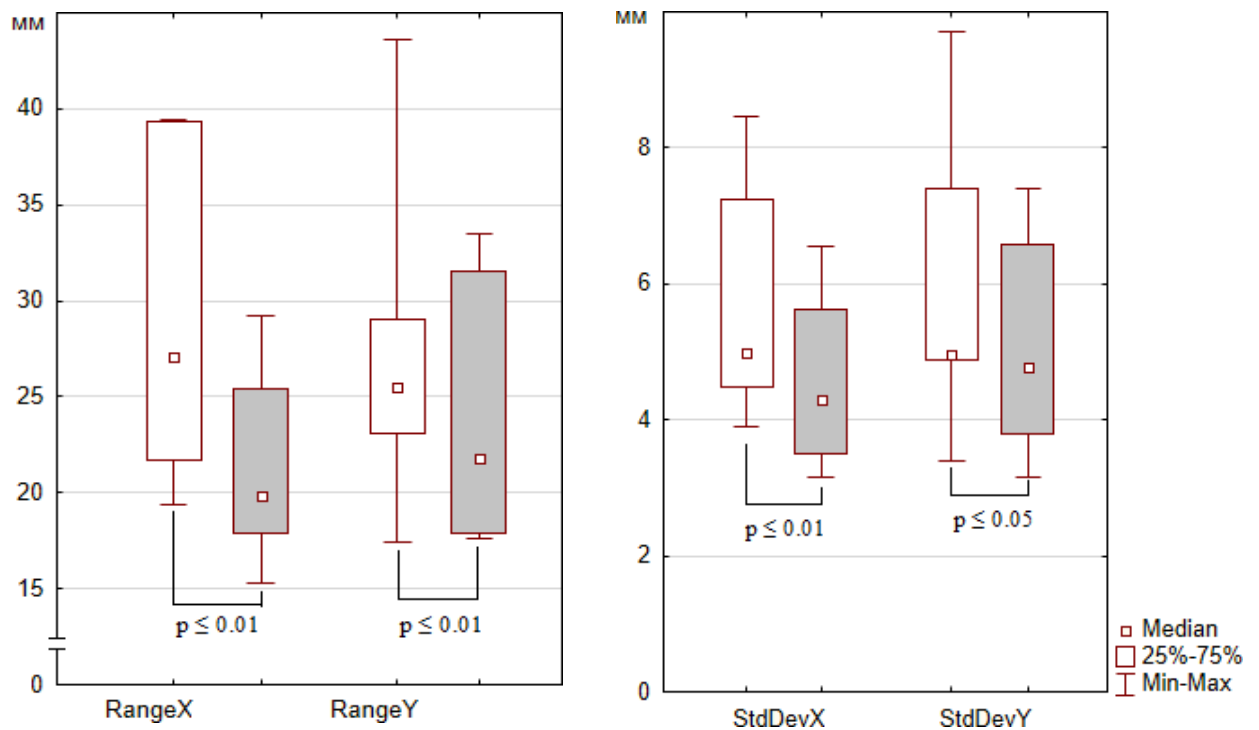 мм
40
35
30
25
20
15
0
p ≤ 0.01
p ≤ 0.01
RangeX
RangeY
мм
8
6
4
2
0
p ≤ 0.01
p ≤ 0.05
StdDevX
StdDevY
Median
25%-75%
Min-Max